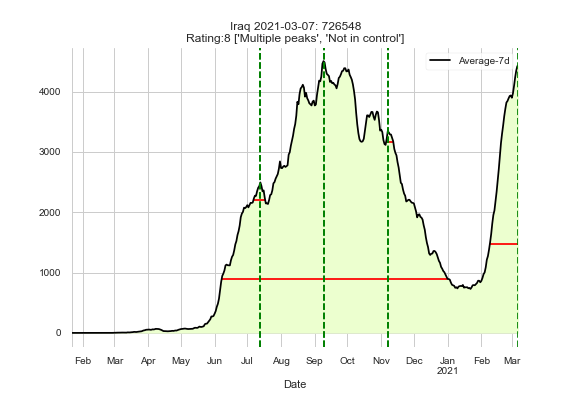 Iraq 2021-03-07: 726548
Rating:8 ['Multiple peaks', 'Not in control']
Average-7d
4000
3000
2000
1000
0
Feb Mar Apr May Jun Jul Aug Sep Oct Nov Dec Jan Feb Mar
2021
Date